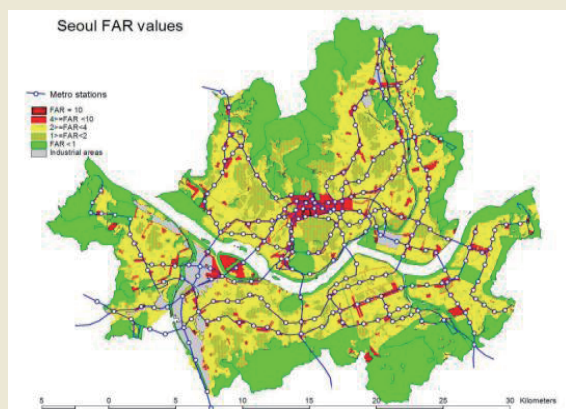 Seoul FAR values
Metro stations
FAR = 10
4>=FAR <10
2>=FAR<4
1>=FAR<2
FAR <1
Industrial areas
5 0 5 10 15 20 25 30 Kilometers